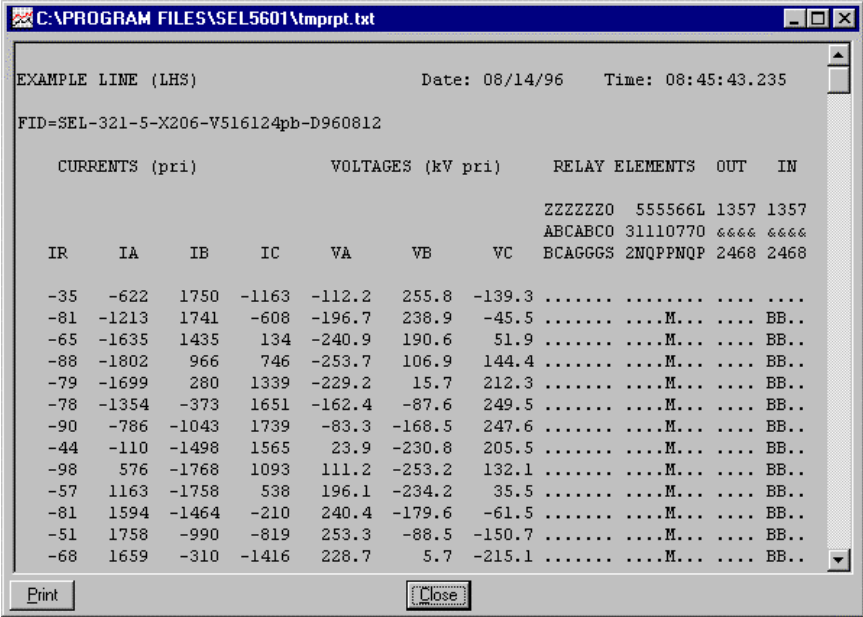 C:\PROGRAM FILES\SEL5601\tmprpt.txt
EXAMPLE LINE (LHS) Date: 08/14/96 Time: 08:45:43.235
FID=SEL-321-5-X206-V516124pb-D960812
CURRENTS (pri) VOLTAGES (kV pri) RELAY ELEMENTS OUT IN
ZZZZZZO 555566L 1357 1357
ABCABCO 31110770 &&&& &&&&
IR IA IB IC VA VB VC BCAGGGS 2NQPPNQP 2468 2468
-35 -622 1750 -1163 -112.2 255.8 -139.3 ....... ........ .... ....
-81 -1213 1741 -608 -196.7 238.9 -45.5 ....... ....M... .... BB..
-65 -1635 1435 134 -240.9 190.6 51.9 ....... ....M... .... BB..
-88 -1802 966 746 -253.7 106.9 144.4 ....... ....M... .... BB..
-79 -1699 280 1339 -229.2 15.7 212.3 ....... ....M... .... BB..
-78 -1354 -373 1651 -162.4 -87.6 249.5 ....... ....M... .... BB..
-90 -786 -1043 1739 -83.3 -168.5 247.6 ....... ....M... .... BB..
-44 -110 -1498 1565 23.9 -230.8 205.5 ....... ....M... .... BB..
-98 576 -1768 1093 111.2 -253.2 132.1 ....... ....M... .... BB..
-57 1163 -1758 538 196.1 -234.2 35.5 ....... ....M... .... BB..
-81 1594 -1464 -210 240.4 -179.6 -61.5 ....... ....M... .... BB..
-51 1758 -990 -819 253.3 -88.5 -150.7 ....... ....M... .... BB..
-68 1659 -310 -1416 228.7 5.7 -215.1 ....... ....M... .... BB..
Print Close